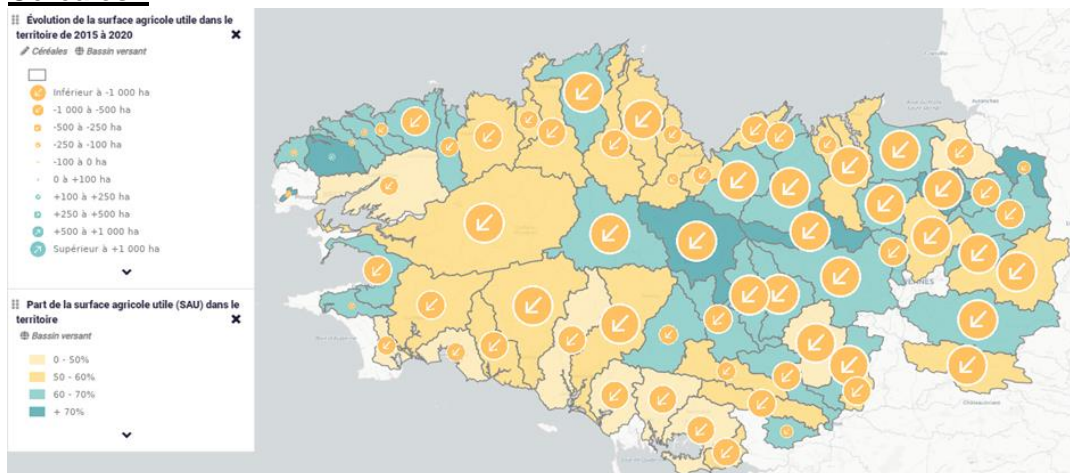 Évolution de la surface agricole utile dans le
territoire de 2015 à 2020
Céréales Bassin versant
Inférieur à -1 000 ha
-1 000 à -500 ha
-500 à -250 ha
-250 à -100 ha
-100 à 0 ha
0 à +100 ha
+100 à +250 ha
+250 à +500 ha
+500 à +1 000 ha
Supérieur à +1 000 ha
Part de la surface agricole utile (SAU) dans le
territoire
Bassin versant
0 - 50%
50 - 60%
60 - 70%
+ 70%
RENNES
Châteaubriant